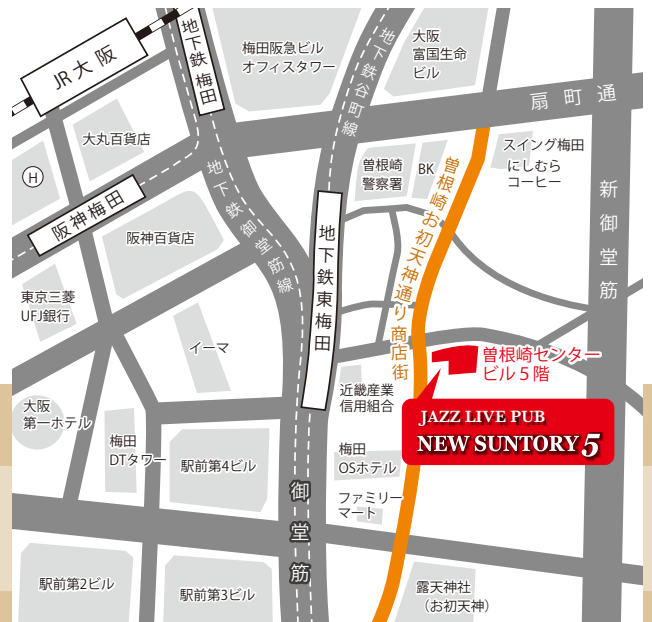 JR大阪
地下鉄梅田
梅田阪急ビル
オフィスタワー
地下鉄谷町線
大阪
富国生命
ビル
扇町通
大丸百貨店
H
阪神梅田
地下鉄御堂筋線
曽根崎
警察署
BK
スイング梅田
にしむら
コーヒー
新御堂筋
阪神百貨店
地下鉄東梅田
曽根崎お初天神通り商店街
東京三菱
UFJ銀行
イーマ
曽根崎センター
ビル5階
近畿産業
信用組合
JAZZ LIVE PUB
NEW SUNTORY 5
大阪
第一ホテル
梅田
DTタワー
駅前第4ビル
梅田
OSホテル
ファミリー
マート
御堂筋
駅前第2ビル
駅前第3ビル
露天神社
（お初天神）